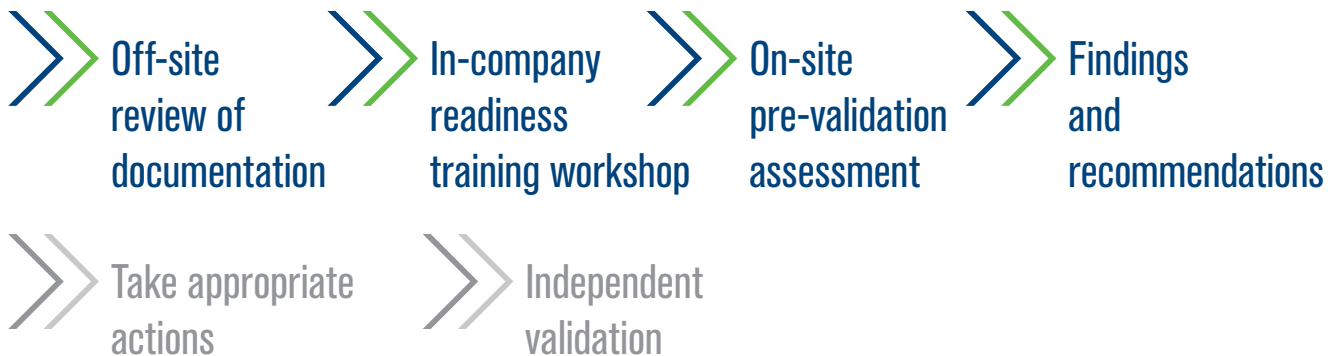 Off-site
review of
documentation
In-company
readiness
training workshop
On-site
pre-validation
assessment
Findings
and
recommendations
Take appropriate
actions
Independent
validation